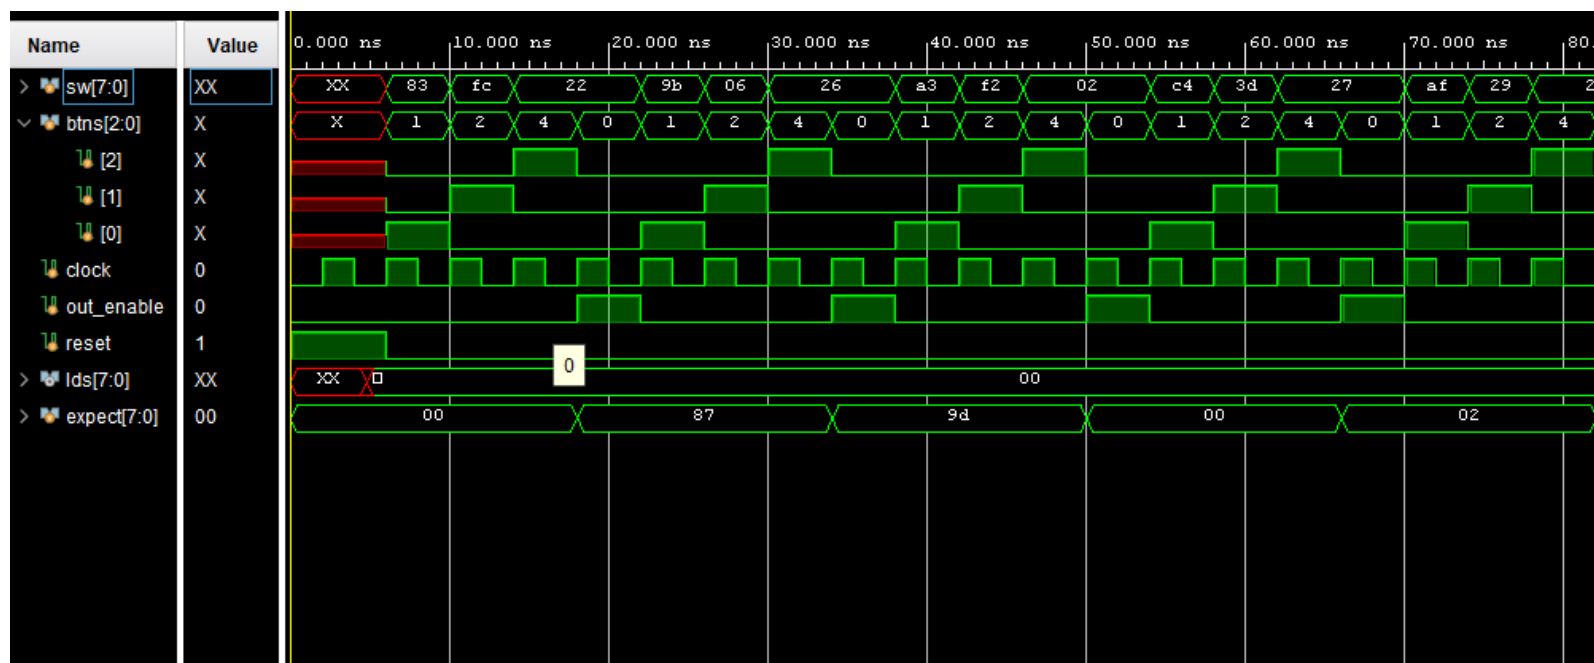 Name Value 0.000 ns 10.000 ns 20.000 ns 30.000 ns 40.000 ns 50.000 ns 60.000 ns 70.000 ns 80.
sw[7:0] XX XX 83 fc 22 9b 06 26 a3 f2 02 c4 3d 27 af 29 2
btns[2:0] X X 1 2 4 0 1 2 4 0 1 2 4 0 1 2 4 0 1 2 4
[2] X
[1] X
[0] X
clock 0
out_enable 0
reset 1
0
lds[7:0] XX XX 00
expect[7:0] 00 00 87 9d 00 02